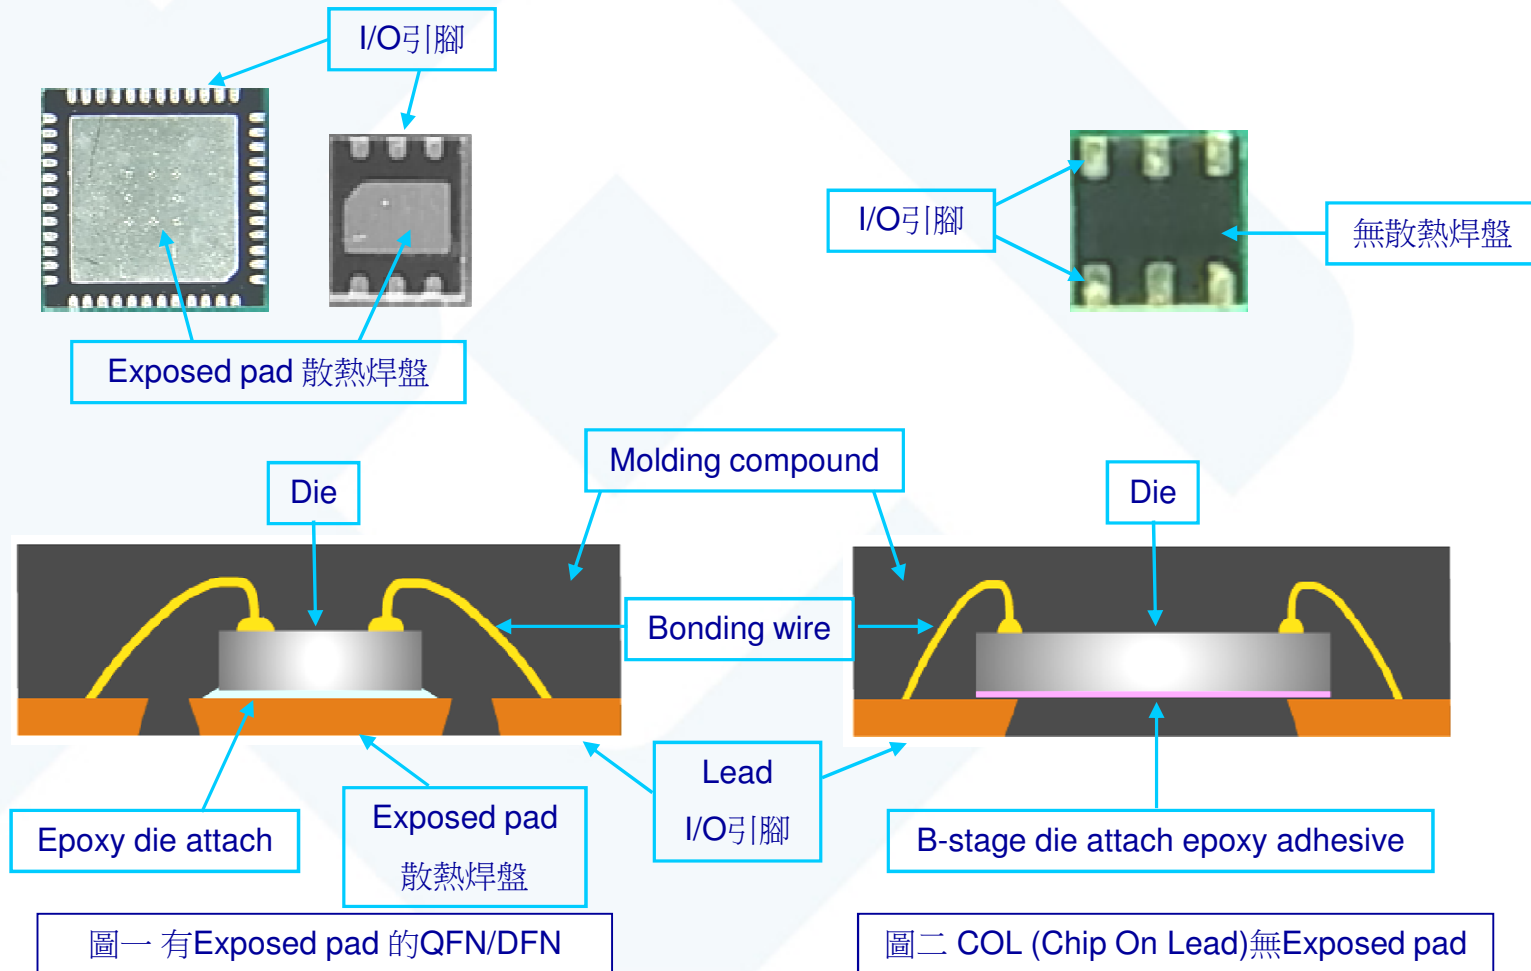 I/O引腳
Exposed pad 散熱焊盤
I/O引腳
無散熱焊盤
Molding compound
Die
Die
Bonding wire
Lead
I/O引腳
Epoxy die attach
Exposed pad
散熱焊盤
B-stage die attach epoxy adhesive
圖一 有Exposed pad 的QFN/DFN
圖二 COL (Chip On Lead)無Exposed pad